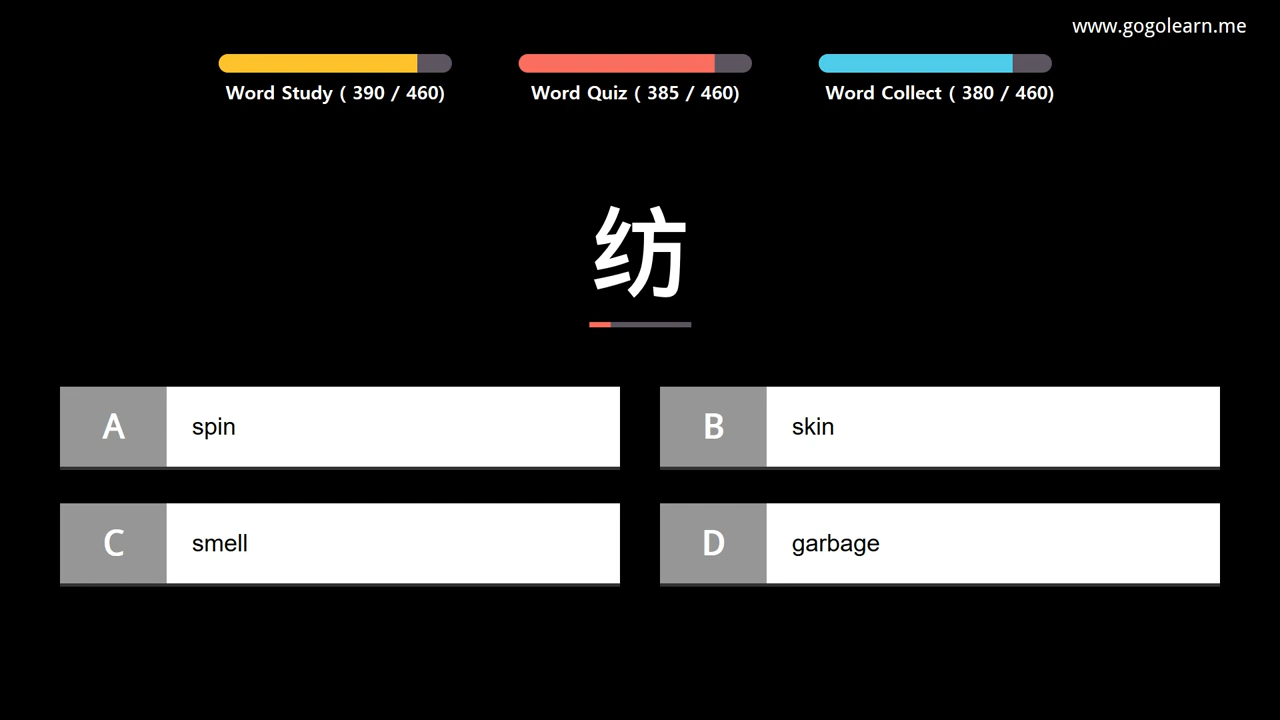 www.gogolearn.me
Word Study ( 390 / 460)
Word Quiz ( 385 / 460)
Word Collect ( 380 / 460)
纺
A spin
B skin
C smell
D garbage